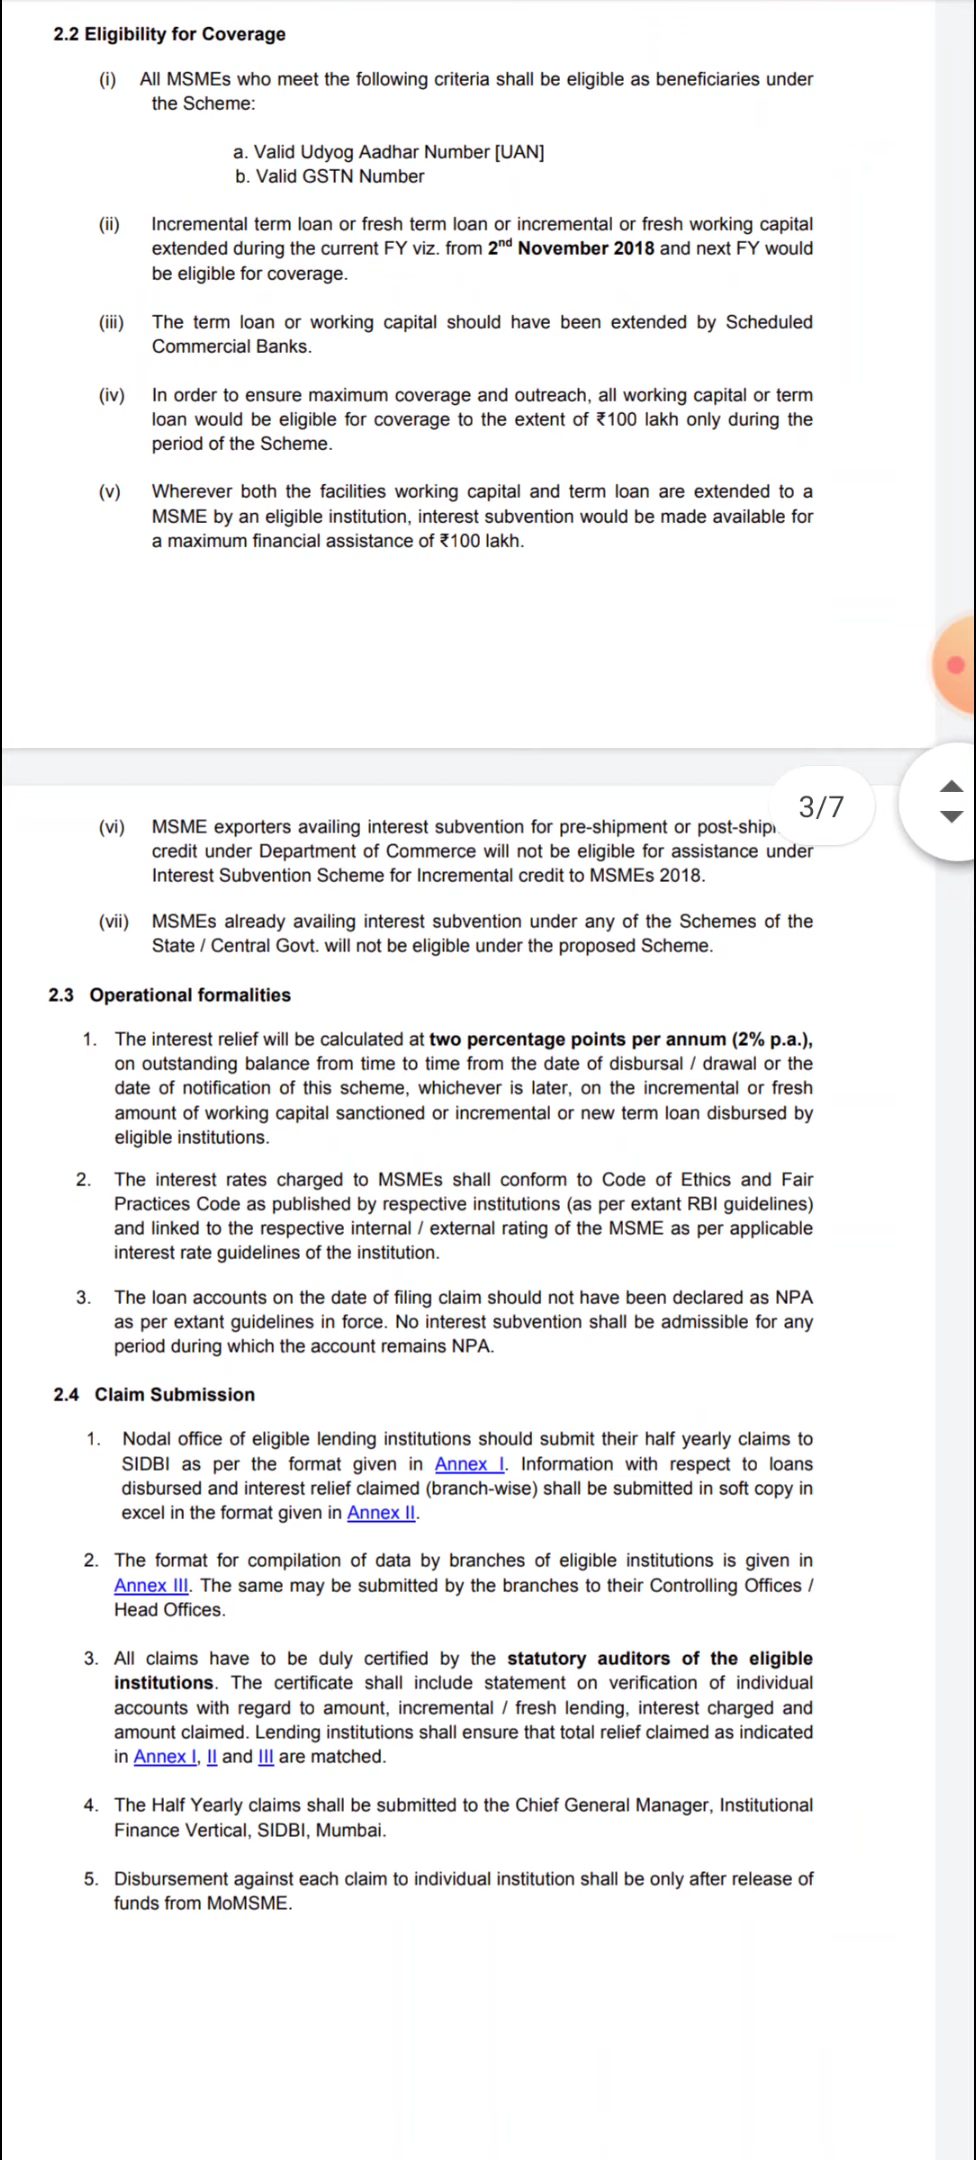 2.2 Eligibility for Coverage
(i) All MSMEs who meet the following criteria shall be eligible as beneficiaries under
the Scheme:
a. Valid Udyog Aadhar Number [UAN]
b. Valid GSTN Number
(ii) Incremental term loan or fresh term loan or incremental or fresh working capital
extended during the current FY viz. from 2nd November 2018 and next FY would
be eligible for coverage.
(iii) The term loan or working capital should have been extended by Scheduled
Commercial Banks.
(iv) In order to ensure maximum coverage and outreach, all working capital or term
loan would be eligible for coverage to the extent of ₹100 lakh only during the
period of the Scheme.
(v) Wherever both the facilities working capital and term loan are extended to a
MSME by an eligible institution, interest subvention would be made available for
a maximum financial assistance of ₹100 lakh.
3/7
(vi) MSME exporters availing interest subvention for pre-shipment or
credit under Department of Commerce will not be eligible for assistance under
Interest Subvention Scheme for Incremental credit to MSMEs 2018.
(vii) MSMEs already availing interest subvention under any of the Schemes of the
State / Central Govt. will not be eligible under the proposed Scheme.
2.3 Operational formalities
1. The interest relief will be calculated at two percentage points per annum (2% p.a.),
on outstanding balance from time to time from the date of disbursal / drawal or the
date of notification of this scheme, whichever is later, on the incremental or fresh
amount of working capital sanctioned or incremental or new term loan disbursed by
eligible institutions.
2. The interest rates charged to MSMEs shall conform to Code of Ethics and Fair
Practices Code as published by respective institutions (as per extant RBI guidelines)
and linked to the respective internal / external rating of the MSME as per applicable
interest rate guidelines of the institution.
3. The loan accounts on the date of filing claim should not have been declared as NPA
as per extant guidelines in force. No interest subvention shall be admissible for any
period during which the account remains NPA.
2.4 Claim Submission
1. Nodal office of eligible lending institutions should submit their half yearly claims to
SIDBI as per the format given in Annex I. Information with respect to loans
disbursed and interest relief claimed (branch-wise) shall be submitted in soft copy in
excel in the format given in Annex II.
2. The format for compilation of data by branches of eligible institutions is given in
Annex III. The same may be submitted by the branches to their Controlling Offices /
Head Offices.
3. All claims have to be duly certified by the statutory auditors of the eligible
institutions. The certificate shall include statement on verification of individual
accounts with regard to amount, incremental / fresh lending, interest charged and
amount claimed. Lending institutions shall ensure that total relief claimed as indicated
in Annex I, II and III are matched.
4. The Half Yearly claims shall be submitted to the Chief General Manager, Institutional
Finance Vertical, SIDBI, Mumbai.
5. Disbursement against each claim to individual institution shall be only after release of
funds from MoMSME.